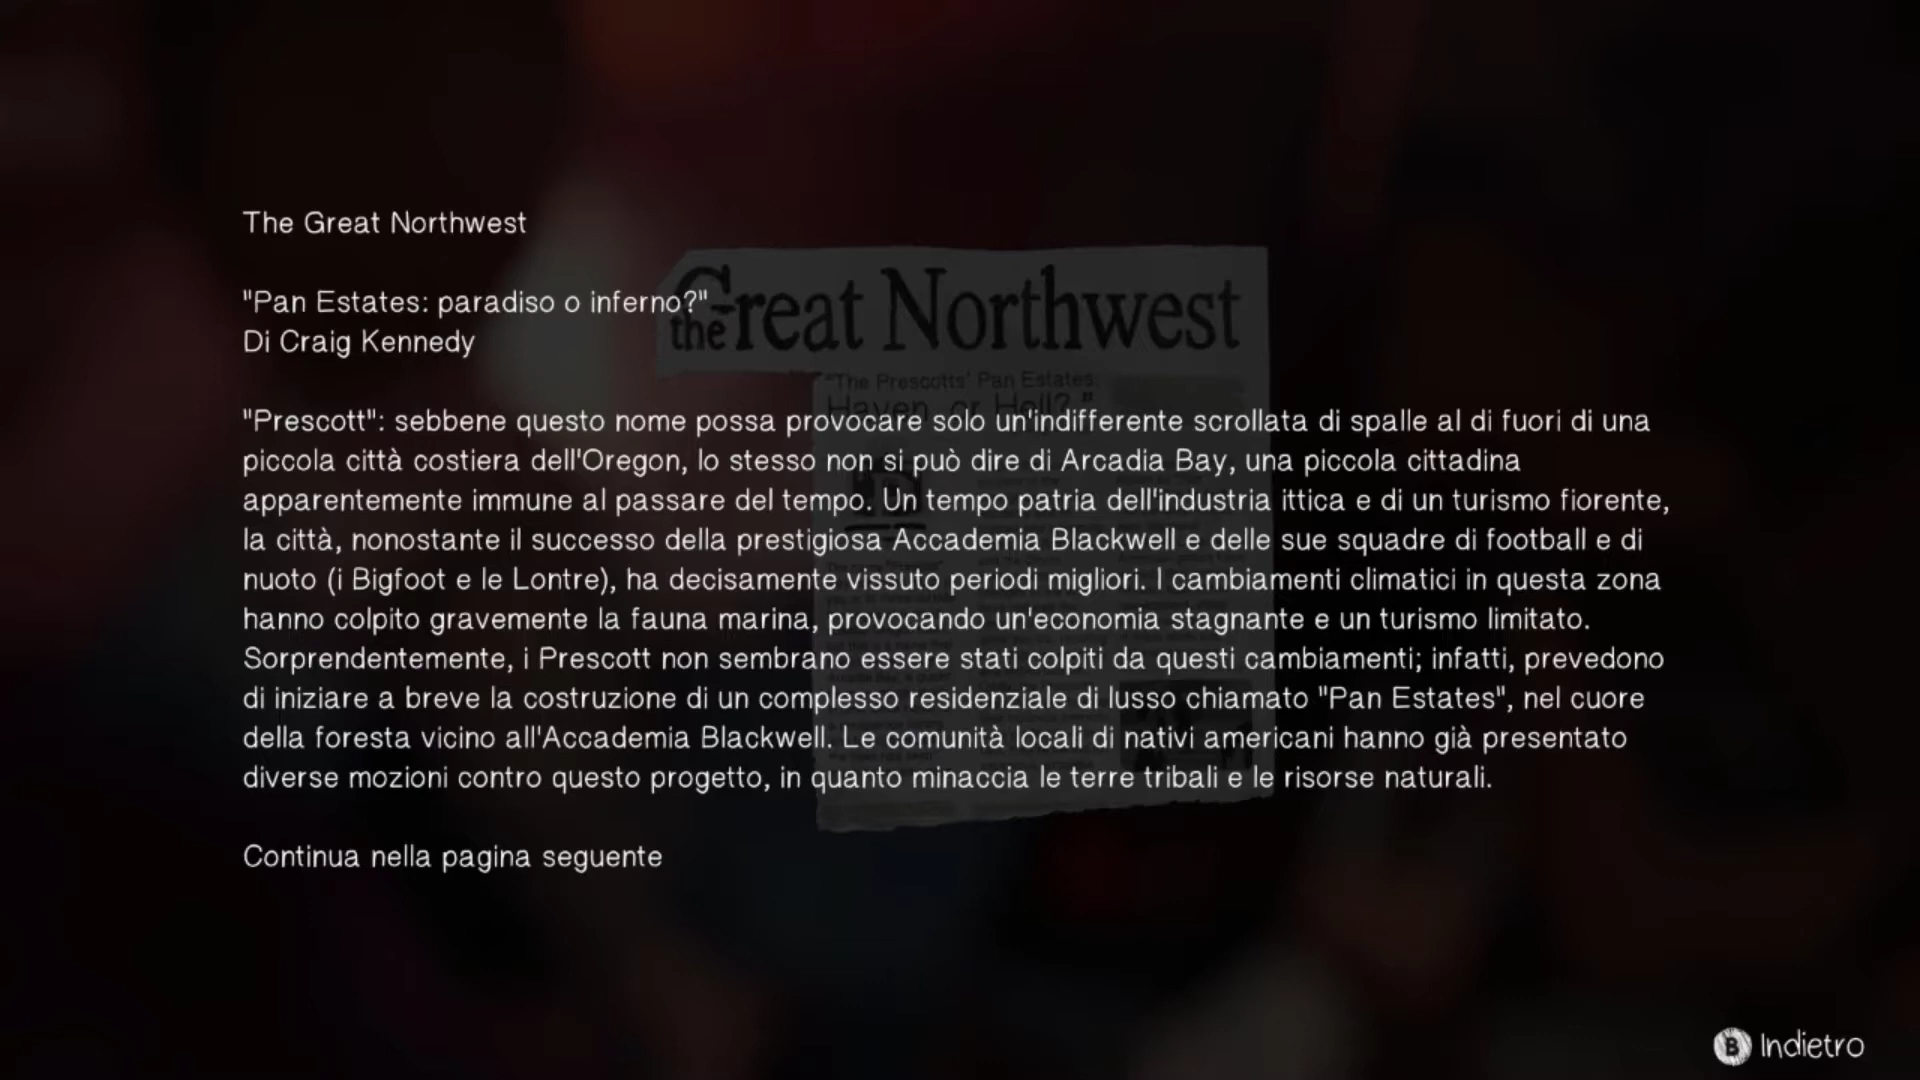 The Great Northwest
"Pan Estates: paradiso o inferno?"
Di Craig Kennedy
the Great Northwest
"The Prescotts' Pan Estates:
Haven, or Hell?"
"Prescott": sebbene questo nome possa provocare solo un'indifferente scrollata di spalle al di fuori di una
piccola città costiera dell'Oregon, lo stesso non si può dire di Arcadia Bay, una piccola cittadina
apparentemente immune al passare del tempo. Un tempo patria dell'industria ittica e di un turismo fiorente,
la città, nonostante il successo della prestigiosa Accademia Blackwell e delle sue squadre di football e di
nuoto (i Bigfoot e le Lontre), ha decisamente vissuto periodi migliori. I cambiamenti climatici in questa zona
hanno colpito gravemente la fauna marina, provocando un'economia stagnante e un turismo limitato.
Sorprendentemente, i Prescott non sembrano essere stati colpiti da questi cambiamenti; infatti, prevedono
di iniziare a breve la costruzione di un complesso residenziale di lusso chiamato "Pan Estates", nel cuore
della foresta vicino all'Accademia Blackwell. Le comunità locali di nativi americani hanno già presentato
diverse mozioni contro questo progetto, in quanto minaccia le terre tribali e le risorse naturali.
Continua nella pagina seguente
B Indietro